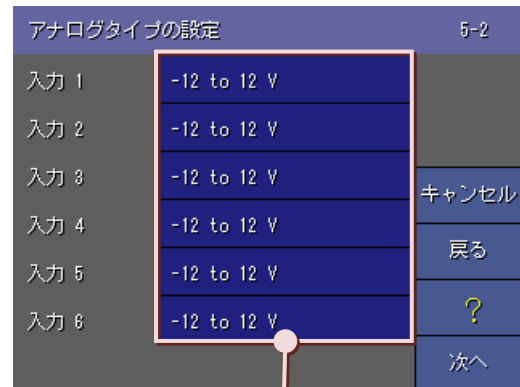 アナログタイプの設定 5-2
入力 1 -12 to 12 V
入力 2 -12 to 12 V
入力 3 -12 to 12 V
入力 4 -12 to 12 V
入力 5 -12 to 12 V
入力 6 -12 to 12 V
キャンセル
戻る
?
次へ